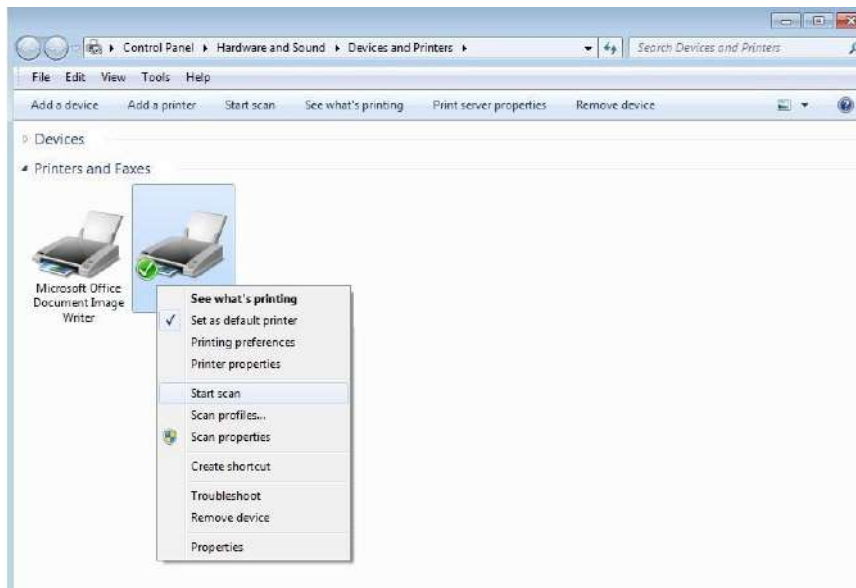 Control Panel Hardware and Sound Devices and Printers Search Devices and Printers
File Edit View Tools Help
Add a device Add a printer Start scan See what's printing Print server properties Remove device
Devices
Printers and Faxes
Microsoft Office
Document Image
Writer
See what's printing
Set as default printer
Printing preferences
Printer properties
Start scan
Scan profiles...
Scan properties
Create shortcut
Troubleshoot
Remove device
Properties